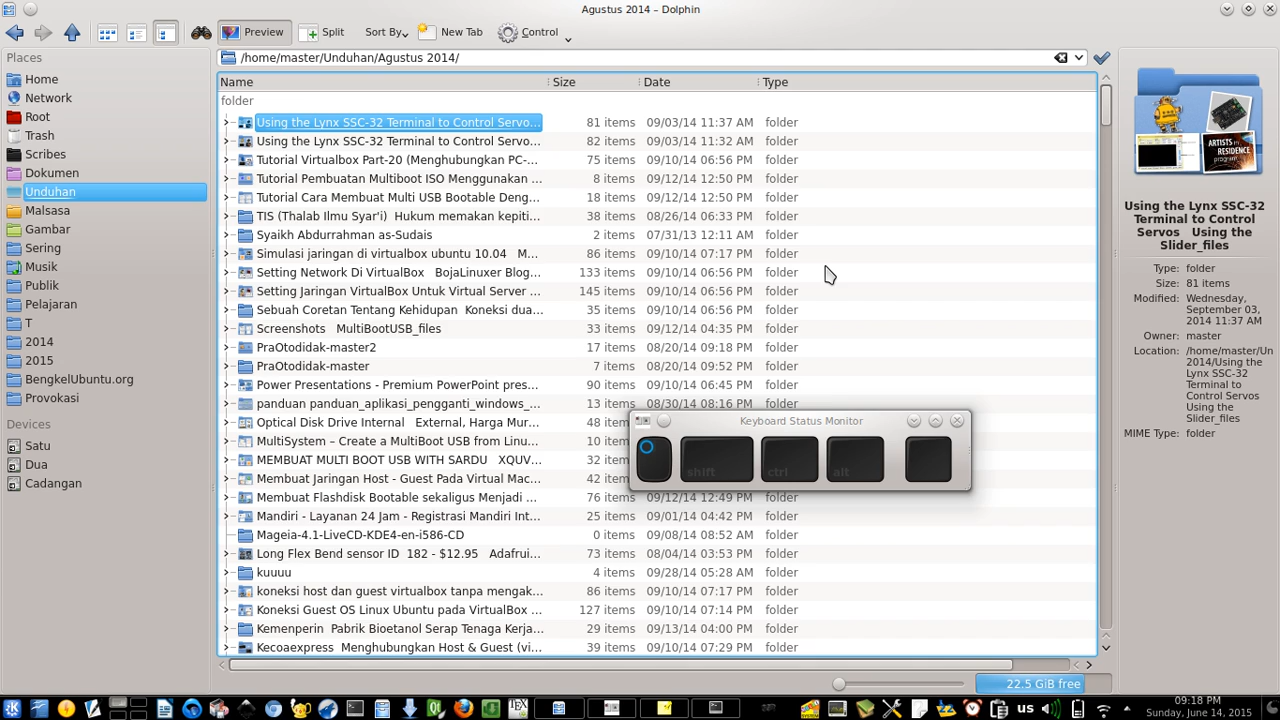 Agustus 2014 – Dolphin
Preview Split Sort By New Tab Control
Places
Home
Network
Root
Trash
Scribes
Dokumen
Unduhan
Malsasa
Gambar
Sering
Musik
Publik
Pelajaran
T
2014
2015
BengkelUbuntu.org
Provokasi
Devices
Satu
Dua
Cadangan
/home/master/Unduhan/Agustus 2014/
Name Size Date Type
folder
Using the Lynx SSC-32 Terminal to Control Servo... 81 items 09/03/14 11:37 AM folder
Using the Lynx SSC-32 Terminal to Control Servo... 82 items 09/03/14 11:32 AM folder
Tutorial Virtualbox Part-20 (Menghubungkan PC-... 75 items 09/10/14 06:56 PM folder
Tutorial Pembuatan Multiboot ISO Menggunakan ... 8 items 09/12/14 12:50 PM folder
Tutorial Cara Membuat Multi USB Bootable Deng... 18 items 09/12/14 12:50 PM folder
TIS (Thalab Ilmu Syar'i) Hukum memakan kepiti... 38 items 08/26/14 06:33 PM folder
Syaikh Abdurrahman as-Sudais 2 items 07/31/13 12:11 AM folder
Simulasi jaringan di virtualbox ubuntu 10.04 M... 86 items 09/10/14 07:17 PM folder
Setting Network Di VirtualBox BojaLinuxer Blog... 133 items 09/10/14 06:56 PM folder
Setting Jaringan VirtualBox Untuk Virtual Server ... 145 items 09/10/14 06:56 PM folder
Sebuah Coretan Tentang Kehidupan Koneksi dua... 35 items 09/10/14 06:56 PM folder
Screenshots MultiBootUSB_files 33 items 09/12/14 04:35 PM folder
PraOtodidak-master2 17 items 08/20/14 09:18 PM folder
PraOtodidak-master 7 items 08/20/14 09:52 PM folder
Power Presentations - Premium PowerPoint pres... 90 items 09/10/14 06:45 PM folder
panduan panduan_aplikasi_pengganti_windows_... 13 items 08/30/14 08:16 PM folder
Optical Disk Drive Internal External, Harga Mur... 48 items
MultiSystem – Create a MultiBoot USB from Linu... 10 items
MEMBUAT MULTI BOOT USB WITH SARDU XQUV... 32 items
Membuat Jaringan Host - Guest Pada Virtual Mac... 42 items
Membuat Flashdisk Bootable sekaligus Menjadi ... 76 items 09/12/14 12:49 PM folder
Mandiri - Layanan 24 Jam - Registrasi Mandiri Int... 25 items 09/01/14 04:42 PM folder
Mageia-4.1-LiveCD-KDE4-en-i586-CD 0 items 09/08/14 08:52 AM folder
Long Flex Bend sensor ID 182 - $12.95 Adafrui... 73 items 08/04/14 03:53 PM folder
kuuuu 4 items 09/28/14 05:28 AM folder
koneksi host dan guest virtualbox tanpa mengak... 86 items 09/10/14 07:17 PM folder
Koneksi Guest OS Linux Ubuntu pada VirtualBox ... 127 items 09/10/14 07:14 PM folder
Kemenperin Pabrik Bioetanol Serap Tenaga Kerja... 29 items 09/13/14 04:00 PM folder
Kecoaexpress Menghubungkan Host & Guest (vi... 39 items 09/10/14 07:29 PM folder
Keyboard Status Monitor
shift ctrl alt
22.5 GiB free
ARTISTS IN RESIDENCE program
Using the Lynx SSC-32
Terminal to Control
Servos Using the
Slider_files
Type: folder
Size: 81 items
Modified: Wednesday,
September 03,
2014 11:37 AM
Owner: master
Location: /home/master/Un
duhan/Agustus
2014/Using the
Lynx SSC-32
Terminal to
Control Servos
Using the
Slider_files
MIME Type: folder
us
09:18 PM
Sunday, June 14, 2015